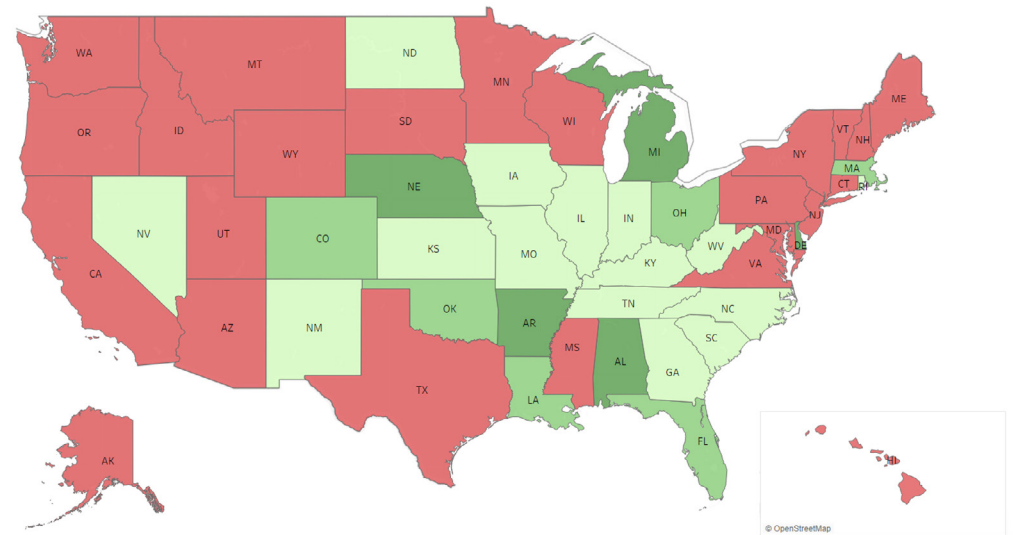 WA
MT
ND
MN
ME
OR
ID
SD
WI
VT
NH
NY
WY
MI
MA
NE
IA
CT
RI
PA
NV
UT
CO
IL
IN
OH
NJ
MD
DE
WV
KS
MO
KY
VA
CA
AZ
NM
OK
AR
TN
NC
SC
MS
AL
GA
TX
LA
FL
AK
HI
© OpenStreetMap